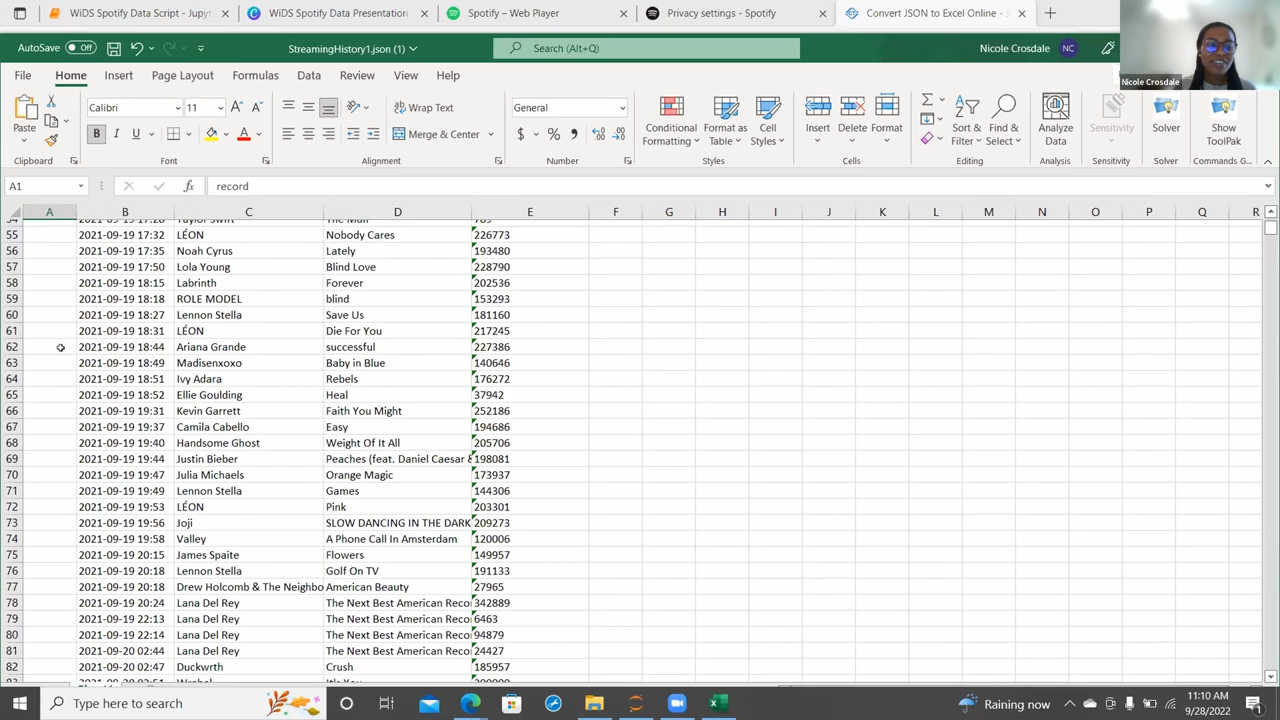 WiDS Spotify Data Script - Jupyt
WiDS Spotify Data Presentation
Spotify – Web Player
Privacy settings - Spotify
Convert JSON to Excel Online - J
AutoSave Off
StreamingHistory1.json (1)
Search (Alt+Q)
Nicole Crosdale NC
Nicole Crosdale
File Home Insert Page Layout Formulas Data Review View Help
Paste
Calibri 11
B I U
Wrap Text
Merge & Center
General
$ % 9
Conditional Formatting
Format as Table
Cell Styles
Insert Delete Format
Sort & Filter
Find & Select
Analyze Data
Sensitivity
Solver
Show ToolPak
Clipboard Font Alignment Number Styles Cells Editing Analysis Sensitivity Solver Commands G...
A1 fx record
A B C D E F G H I J K L M N O P Q R
54 2021-09-19 17:28 Taylor Swift The Man 789
55 2021-09-19 17:32 LÉON Nobody Cares 226773
56 2021-09-19 17:35 Noah Cyrus Lately 193480
57 2021-09-19 17:50 Lola Young Blind Love 228790
58 2021-09-19 18:15 Labrinth Forever 202536
59 2021-09-19 18:18 ROLE MODEL blind 153293
60 2021-09-19 18:27 Lennon Stella Save Us 181160
61 2021-09-19 18:31 LÉON Die For You 217245
62 2021-09-19 18:44 Ariana Grande successful 227386
63 2021-09-19 18:49 Madisenxoxo Baby in Blue 140646
64 2021-09-19 18:51 Ivy Adara Rebels 176272
65 2021-09-19 18:52 Ellie Goulding Heal 37942
66 2021-09-19 19:31 Kevin Garrett Faith You Might 252186
67 2021-09-19 19:37 Camila Cabello Easy 194686
68 2021-09-19 19:40 Handsome Ghost Weight Of It All 205706
69 2021-09-19 19:44 Justin Bieber Peaches (feat. Daniel Caesar & 198081
70 2021-09-19 19:47 Julia Michaels Orange Magic 173937
71 2021-09-19 19:49 Lennon Stella Games 144306
72 2021-09-19 19:53 LÉON Pink 203301
73 2021-09-19 19:56 Joji SLOW DANCING IN THE DARK 209273
74 2021-09-19 19:58 Valley A Phone Call In Amsterdam 120006
75 2021-09-19 20:15 James Spaite Flowers 149957
76 2021-09-19 20:18 Lennon Stella Golf On TV 191133
77 2021-09-19 20:18 Drew Holcomb & The Neighbo American Beauty 27965
78 2021-09-19 20:24 Lana Del Rey The Next Best American Reco 342889
79 2021-09-19 22:13 Lana Del Rey The Next Best American Reco 6463
80 2021-09-19 22:14 Lana Del Rey The Next Best American Reco 94879
81 2021-09-20 02:44 Lana Del Rey The Next Best American Reco 24427
82 2021-09-20 02:47 Duckwrth Crush 185957
Type here to search
Raining now
11:10 AM
9/28/2022